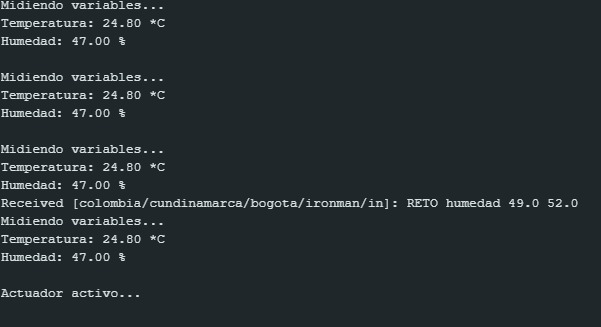 Midiendo variables...
Temperatura: 24.80 *C
Humedad: 47.00 %
Midiendo variables...
Temperatura: 24.80 *C
Humedad: 47.00 %
Midiendo variables...
Temperatura: 24.80 *C
Humedad: 47.00 %
Received [colombia/cundinamarca/bogota/ironman/in]: RETO humedad 49.0 52.0
Midiendo variables...
Temperatura: 24.80 *C
Humedad: 47.00 %
Actuador activo...